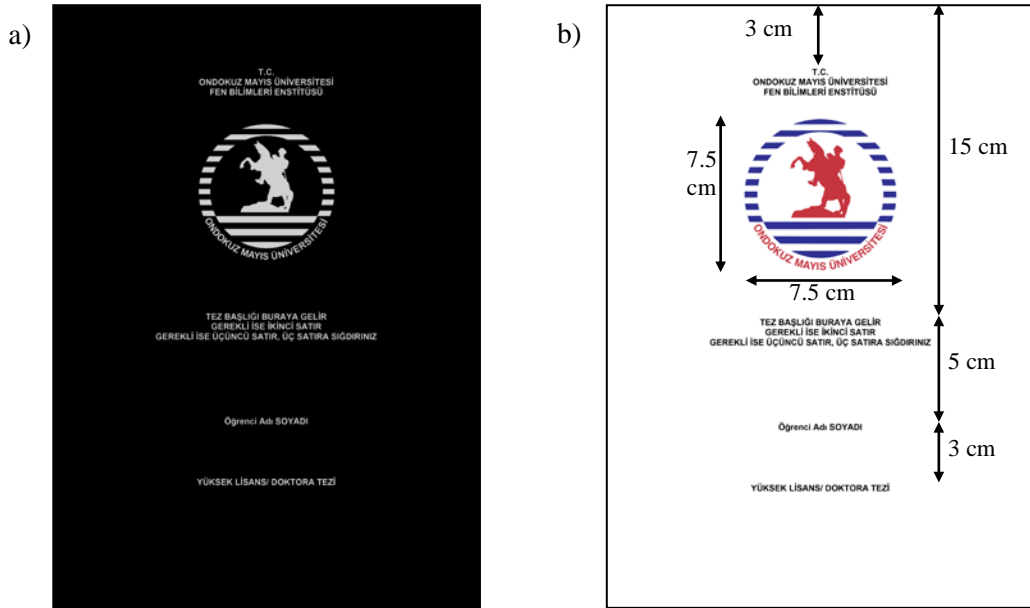 a)
T.C.
ONDOKUZ MAYIS ÜNİVERSİTESİ
FEN BİLİMLERİ ENSTİTÜSÜ
ONDOKUZ MAYIS ÜNİVERSİTESİ
TEZ BAŞLIĞI BURAYA GELİR
GEREKLİ İSE İKİNCİ SATIR
GEREKLİ İSE ÜÇÜNCÜ SATIR, ÜÇ SATIRA SIĞDIRINIZ
Öğrenci Adı SOYADI
YÜKSEK LİSANS/ DOKTORA TEZİ
b)
3 cm
T.C.
ONDOKUZ MAYIS ÜNİVERSİTESİ
FEN BİLİMLERİ ENSTİTÜSÜ
15 cm
7.5
cm
ONDOKUZ MAYIS ÜNİVERSİTESİ
7.5 cm
TEZ BAŞLIĞI BURAYA GELİR
GEREKLİ İSE İKİNCİ SATIR
GEREKLİ İSE ÜÇÜNCÜ SATIR, ÜÇ SATIRA SIĞDIRINIZ
5 cm
Öğrenci Adı SOYADI
3 cm
YÜKSEK LİSANS/ DOKTORA TEZİ